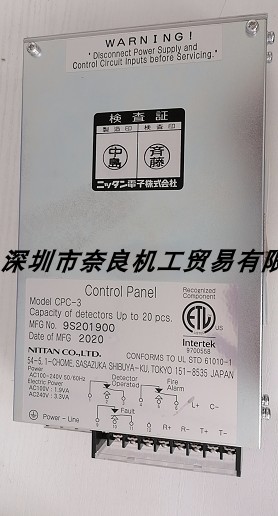 WARNING!
* Disconnect Power Supply and
Control Circuit Inputs before Servicing.*
検査証
製造印 検査印
中島 斉藤
ニッタン電子株式会社
深圳市奈良机工贸易有限
Control Panel
Recognized
Component
Model CPC-3
Capacity of detectors Up to 20 pcs.
MFG No. 9S201900
Date of MFG 2020
ETL
Intertek
9700558
NITTAN CO.,LTD.
CONFORMS TO UL STD 61010-1
54-5, 1-CHOME, SASAZUKA SHIBUYA-KU, TOKYO 151-8535 JAPAN
Power
AC100-240V 50/60Hz
Electric Power
AC100V : 1.9VA
AC240V : 3.3VA
Detector
Operated
Fire
Alarm
L+ C-
Power - Line
Fault
R+ R- T+ T-